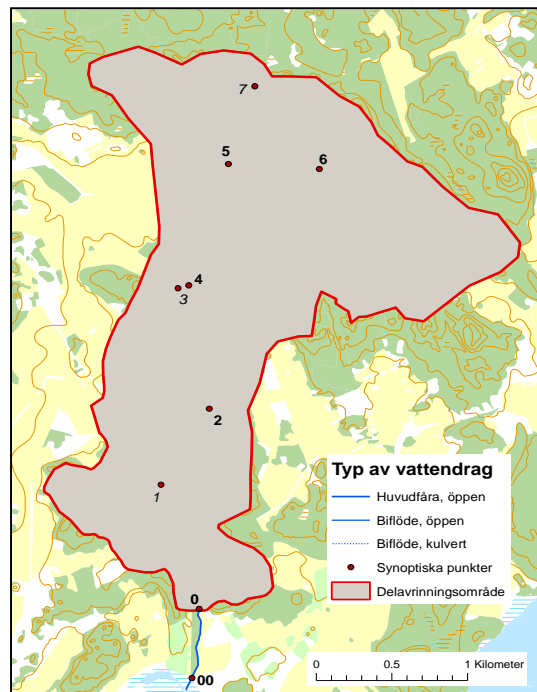 7
5
6
4
3
2
1
Typ av vattendrag
Huvudfåra, öppen
Biflöde, öppen
Biflöde, kulvert
Synoptiska punkter
Delavrinningsområde
0
00
0 0.5 1 Kilometer